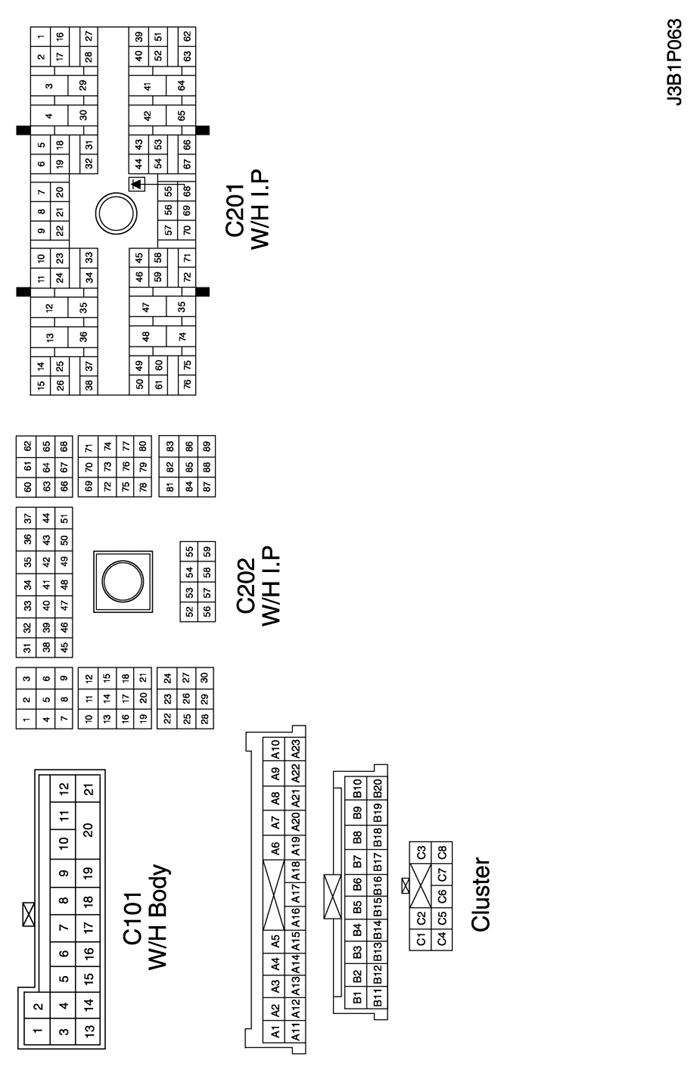 1 2
3 4 5 6 7 8 9 10 11 12
13 14 15 16 17 18 19 20 21
C101
W/H Body
1 2 3
4 5 6
7 8 9
10 11 12
13 14 15
16 17 18
19 20 21
22 23 24
25 26 27
28 29 30
31 32 33 34 35 36 37
38 39 40 41 42 43 44
45 46 47 48 49 50 51
52 53 54 55
56 57 58 59
60 61 62
63 64 65
66 67 68
69 70 71
72 73 74
75 76 77
78 79 80
81 82 83
84 85 86
87 88 89
C202
W/H I.P
15 14 13 12 11 10 9 8 7 6 5 4 3 2 1
26 25 24 23 22 21 20 19 18 17 16
38 37 36 35 34 33 32 31 30 29 28 27
50 49 48 47 46 45 44 43 42 41 40 39
61 60 59 58 57 56 55 54 53 52 51
76 75 74 35 72 71 70 69 68 67 66 65 64 63 62
C201
W/H I.P
A1 A2 A3 A4 A5 A6 A7 A8 A9 A10
A11 A12 A13 A14 A15 A16 A17 A18 A19 A20 A21 A22 A23
B1 B2 B3 B4 B5 B6 B7 B8 B9 B10
B11 B12 B13 B14 B15 B16 B17 B18 B19 B20
C1 C2 C3
C4 C5 C6 C7 C8
Cluster
J3B1P063